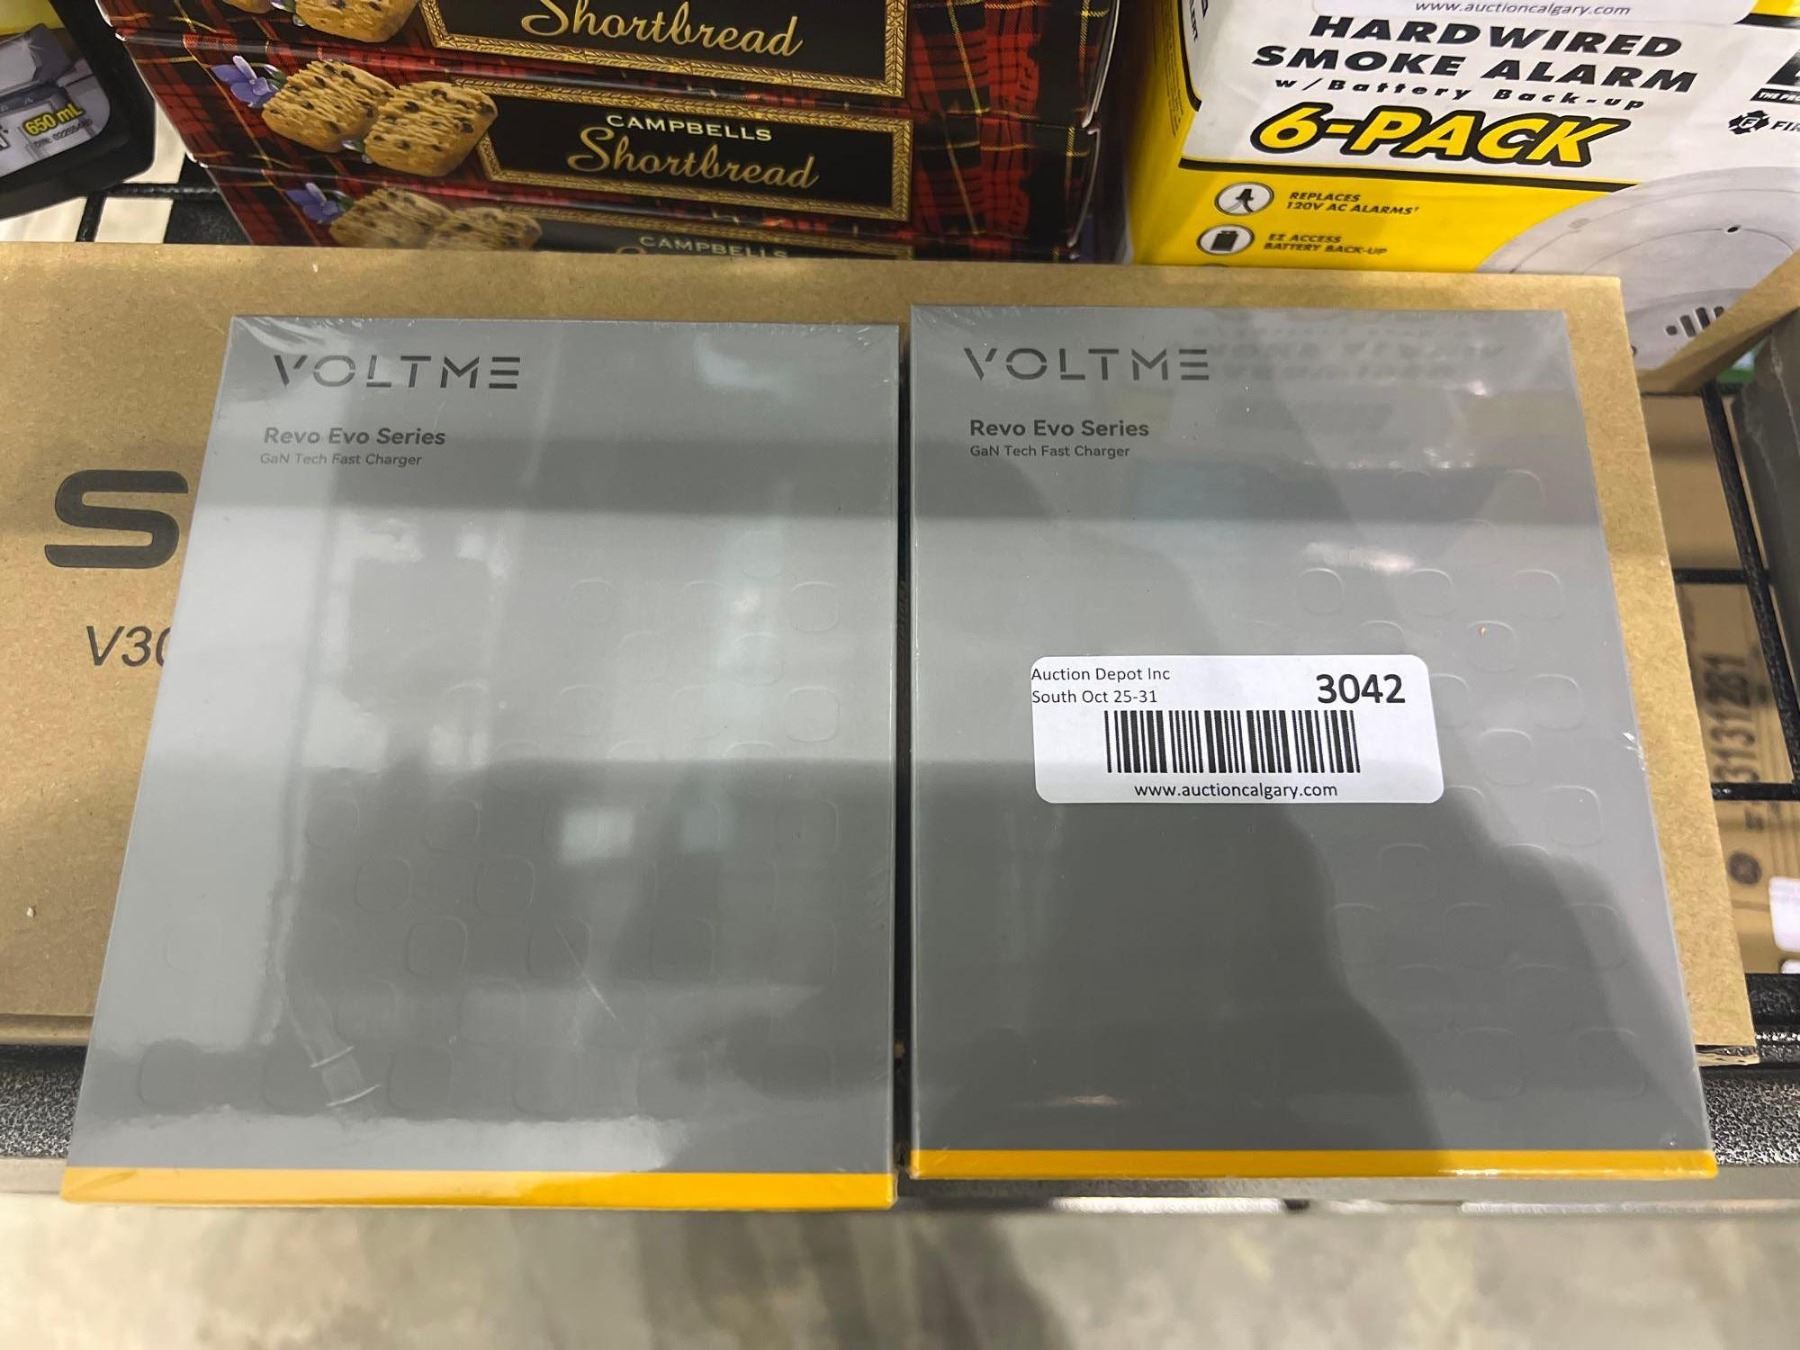 Shortbread
CAMPBELLS
Shortbread
CAMPBELLS
650 mL
www.auctioncalgary.com
HARDWIRED
SMOKE ALARM
w/Battery Back-up
6-PACK
REPLACES
120V AC ALARMS†
EZ ACCESS
BATTERY BACK-UP
S
V30
VOLTME
Revo Evo Series
GaN Tech Fast Charger
VOLTME
Revo Evo Series
GaN Tech Fast Charger
Auction Depot Inc
South Oct 25-31
3042
www.auctioncalgary.com
3131281